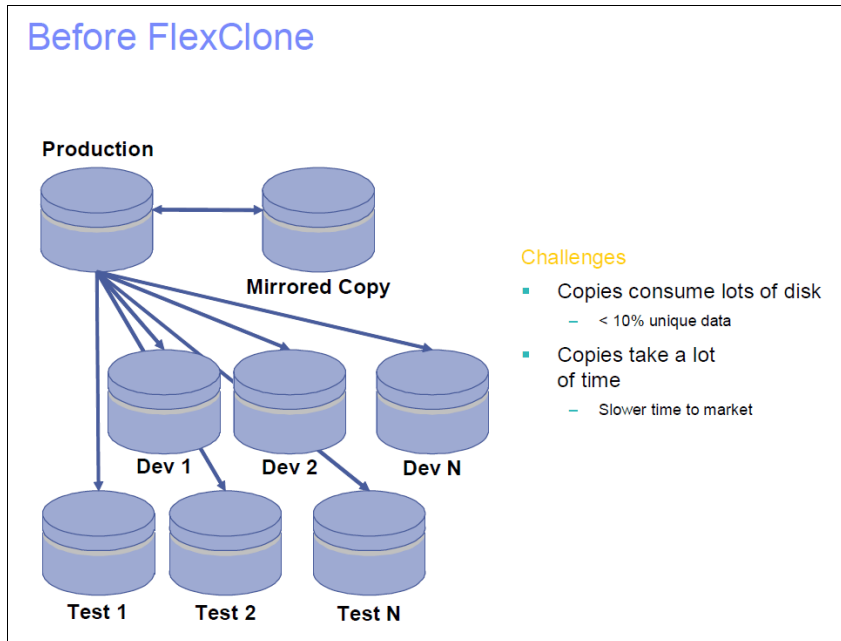 Before FlexClone
Production
Mirrored Copy
Dev 1
Dev 2
Dev N
Test 1
Test 2
Test N
Challenges
▪ Copies consume lots of disk
– < 10% unique data
▪ Copies take a lot
of time
– Slower time to market